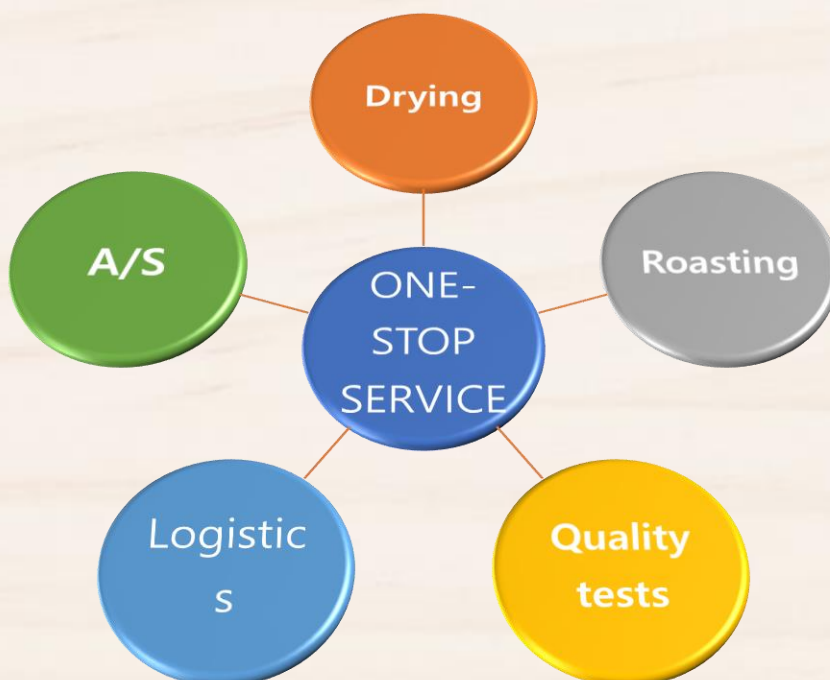 Drying
A/S
Roasting
ONE-
STOP
SERVICE
Logistic
s
Quality
tests